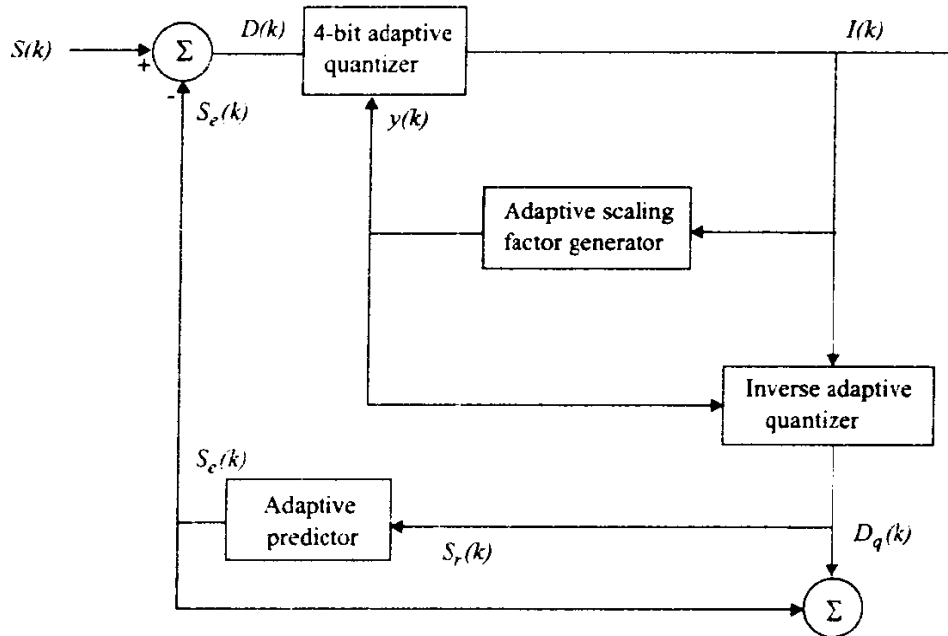 S(k)
+
Σ
-
D(k)
4-bit adaptive
quantizer
I(k)
S_e(k)
y(k)
Adaptive scaling
factor generator
Inverse adaptive
quantizer
S_e(k)
Adaptive
predictor
S_r(k)
D_q(k)
Σ